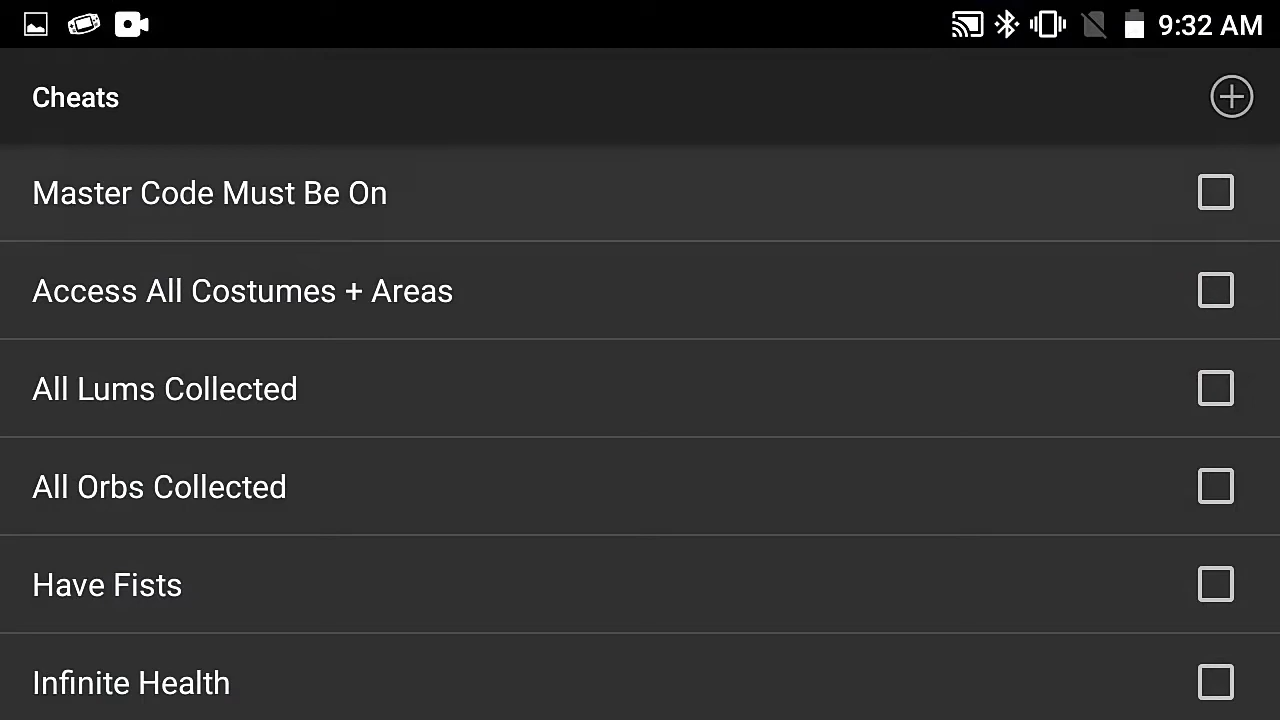 9:32 AM
Cheats
Master Code Must Be On
Access All Costumes + Areas
All Lums Collected
All Orbs Collected
Have Fists
Infinite Health